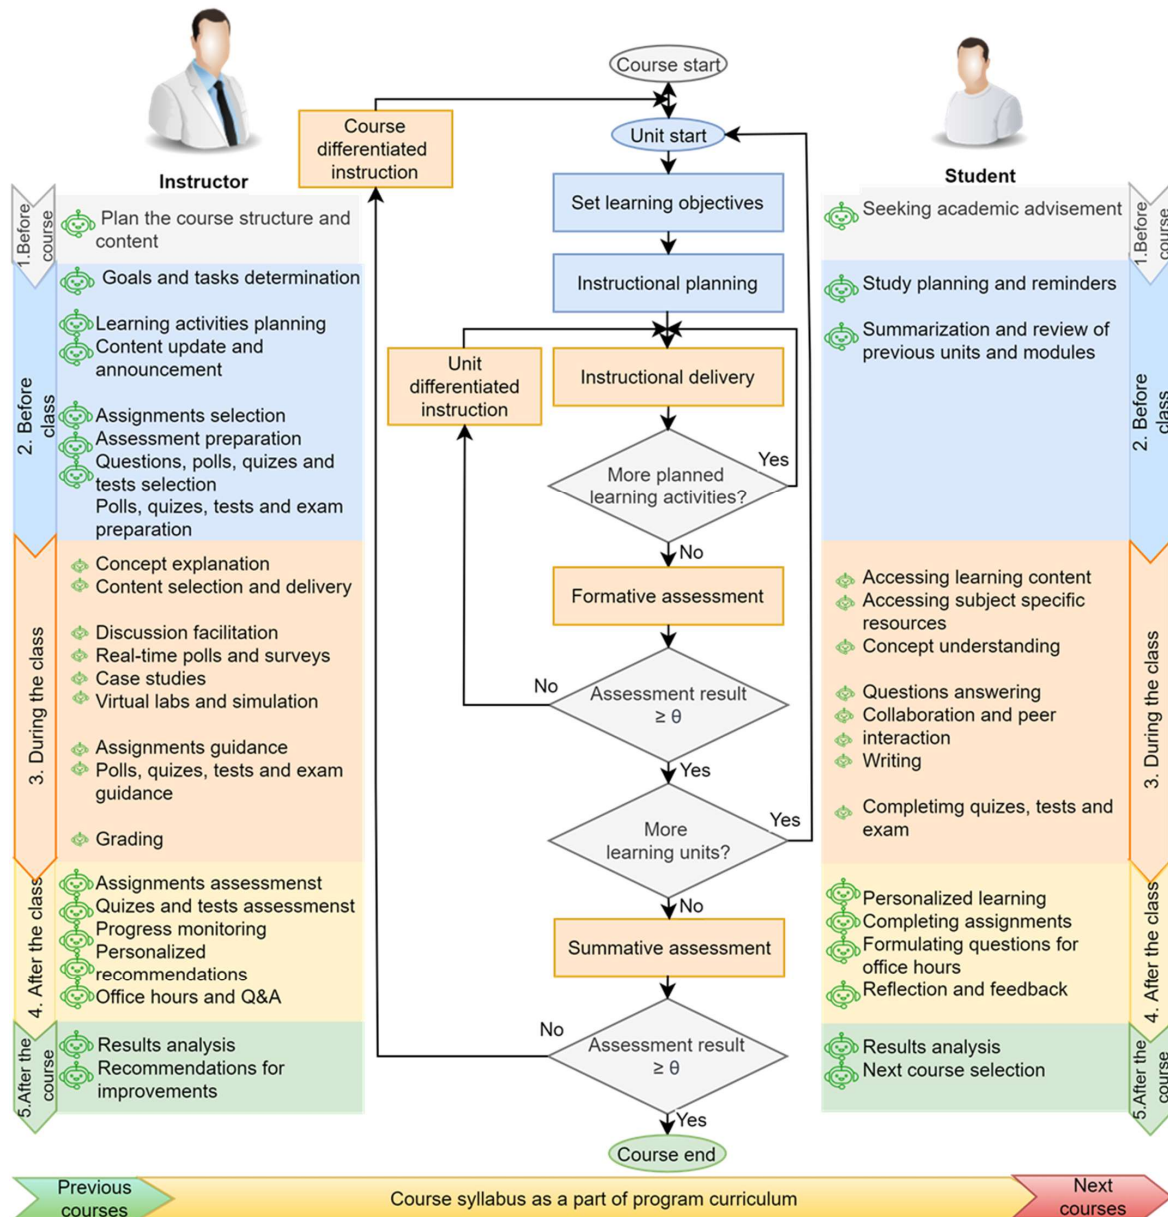 Instructor
1.Before
course
Plan the course structure and
content
2. Before
class
Goals and tasks determination
Learning activities planning
Content update and
announcement
Assignments selection
Assessment preparation
Questions, polls, quizes and
tests selection
Polls, quizes, tests and exam
preparation
3. During the class
Concept explanation
Content selection and delivery
Discussion facilitation
Real-time polls and surveys
Case studies
Virtual labs and simulation
Assignments guidance
Polls, quizes, tests and exam
guidance
Grading
4. After the class
Assignments assessmenst
Quizes and tests assessmenst
Progress monitoring
Personalized
recommendations
Office hours and Q&A
5.After the
course
Results analysis
Recommendations for
improvements
Course start
Course
differentiated
instruction
Unit start
Set learning objectives
Instructional planning
Unit
differentiated
instruction
Instructional delivery
More planned
learning activities?
Yes
No
Formative assessment
Assessment result
≥ θ
No
Yes
More
learning units?
Yes
No
Summative assessment
Assessment result
≥ θ
No
Yes
Course end
Student
Seeking academic advisement
1.Before
course
Study planning and reminders
Summarization and review of
previous units and modules
2. Before
class
Accessing learning content
Accessing subject specific
resources
Concept understanding
Questions answering
Collaboration and peer
interaction
Writing
Completimg quizes, tests and
exam
3. During the class
Personalized learning
Completing assignments
Formulating questions for
office hours
Reflection and feedback
4. After the class
Results analysis
Next course selection
5.After the
course
Previous
courses
Course syllabus as a part of program curriculum
Next
courses